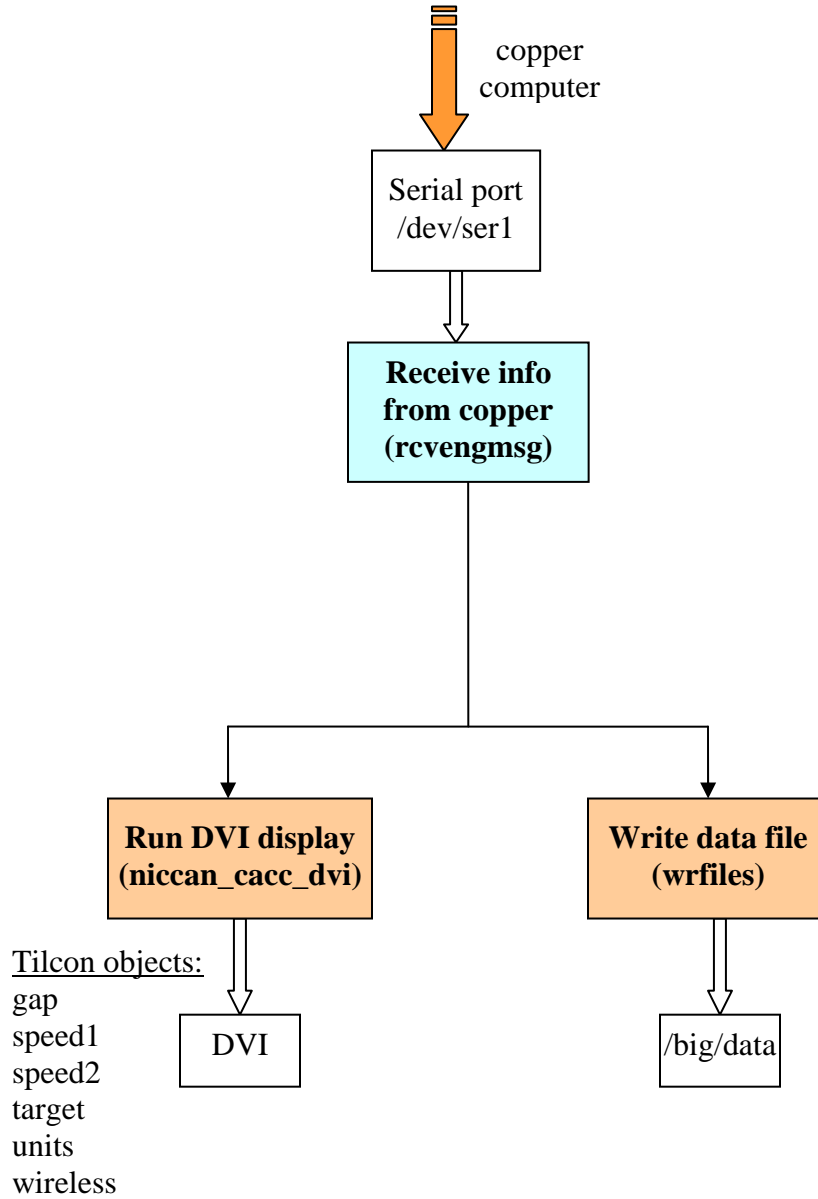 copper
computer
Serial port
/dev/ser1
Receive info
from copper
(rcvengmsg)
Run DVI display
(niccan_cacc_dvi)
Write data file
(wrfiles)
Tilcon objects:
gap
speed1
speed2
target
units
wireless
DVI
/big/data